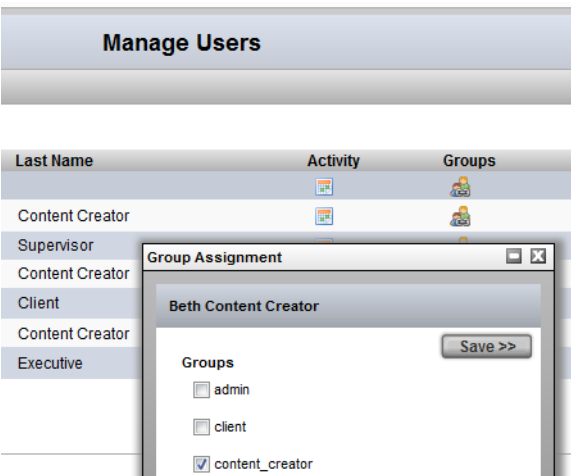 Manage Users
Last Name Activity Groups
Content Creator
Supervisor
Content Creator
Client
Content Creator
Executive
Group Assignment
Beth Content Creator
Save >>
Groups
admin
client
content_creator